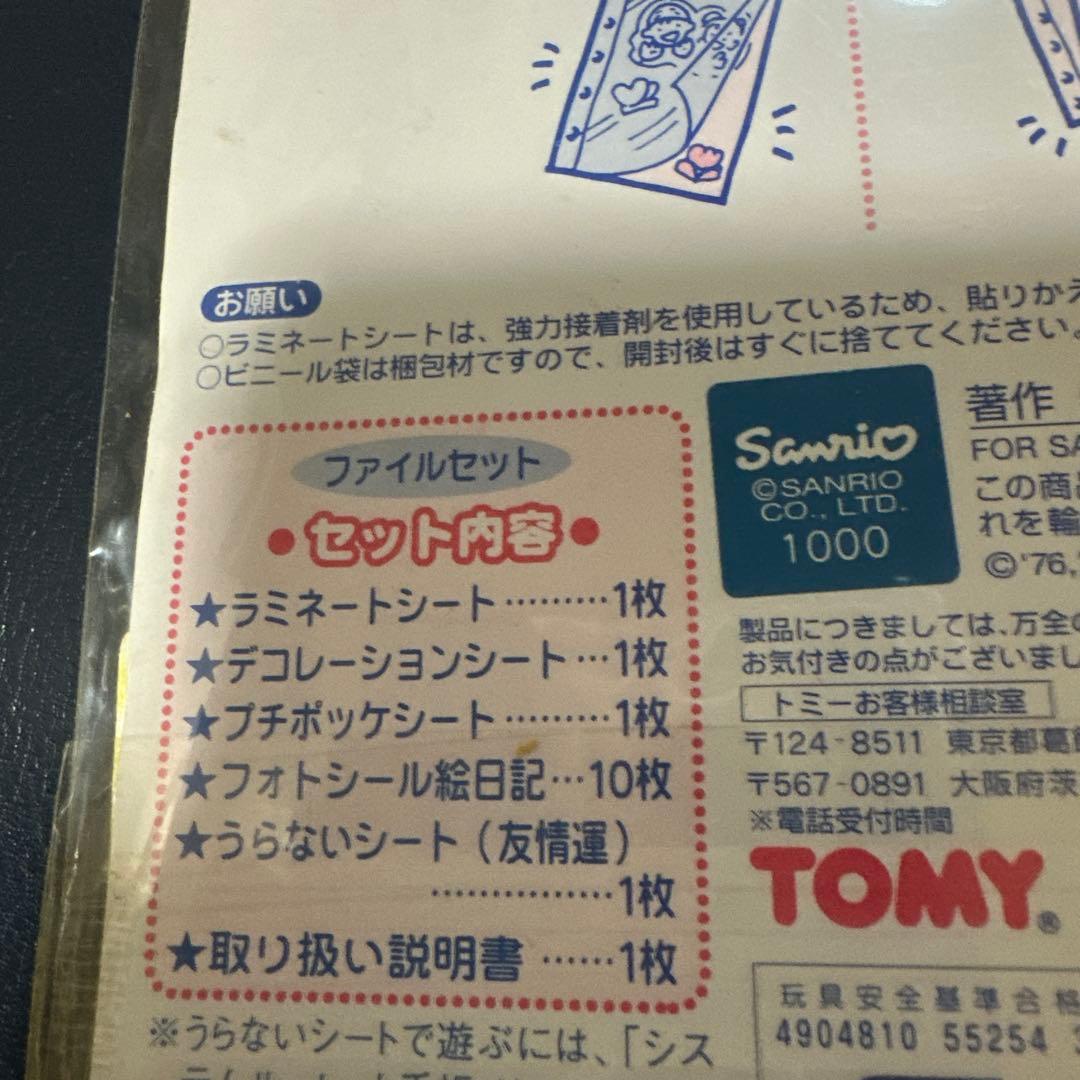 お願い
○ラミネートシートは、強力接着剤を使用しているため、貼りかえ
○ビニール袋は梱包材ですので、開封後はすぐに捨ててください。
ファイルセット
●セット内容●
★ラミネートシート………1枚
★デコレーションシート…1枚
★プチポッケシート………1枚
★フォトシール絵日記…10枚
★うらないシート（友情運）
………………1枚
★取り扱い説明書……1枚
※うらないシートで遊ぶには、「シス
Sanrio
©SANRIO
CO., LTD.
1000
著作
FOR SA
この商
れを輸
©'76,
製品につきましては、万全の
お気付きの点がございまし
トミーお客様相談室
〒124-8511 東京都葛
〒567-0891 大阪府茨
※電話受付時間
TOMY®
玩具安全基準合格
4904810 55254